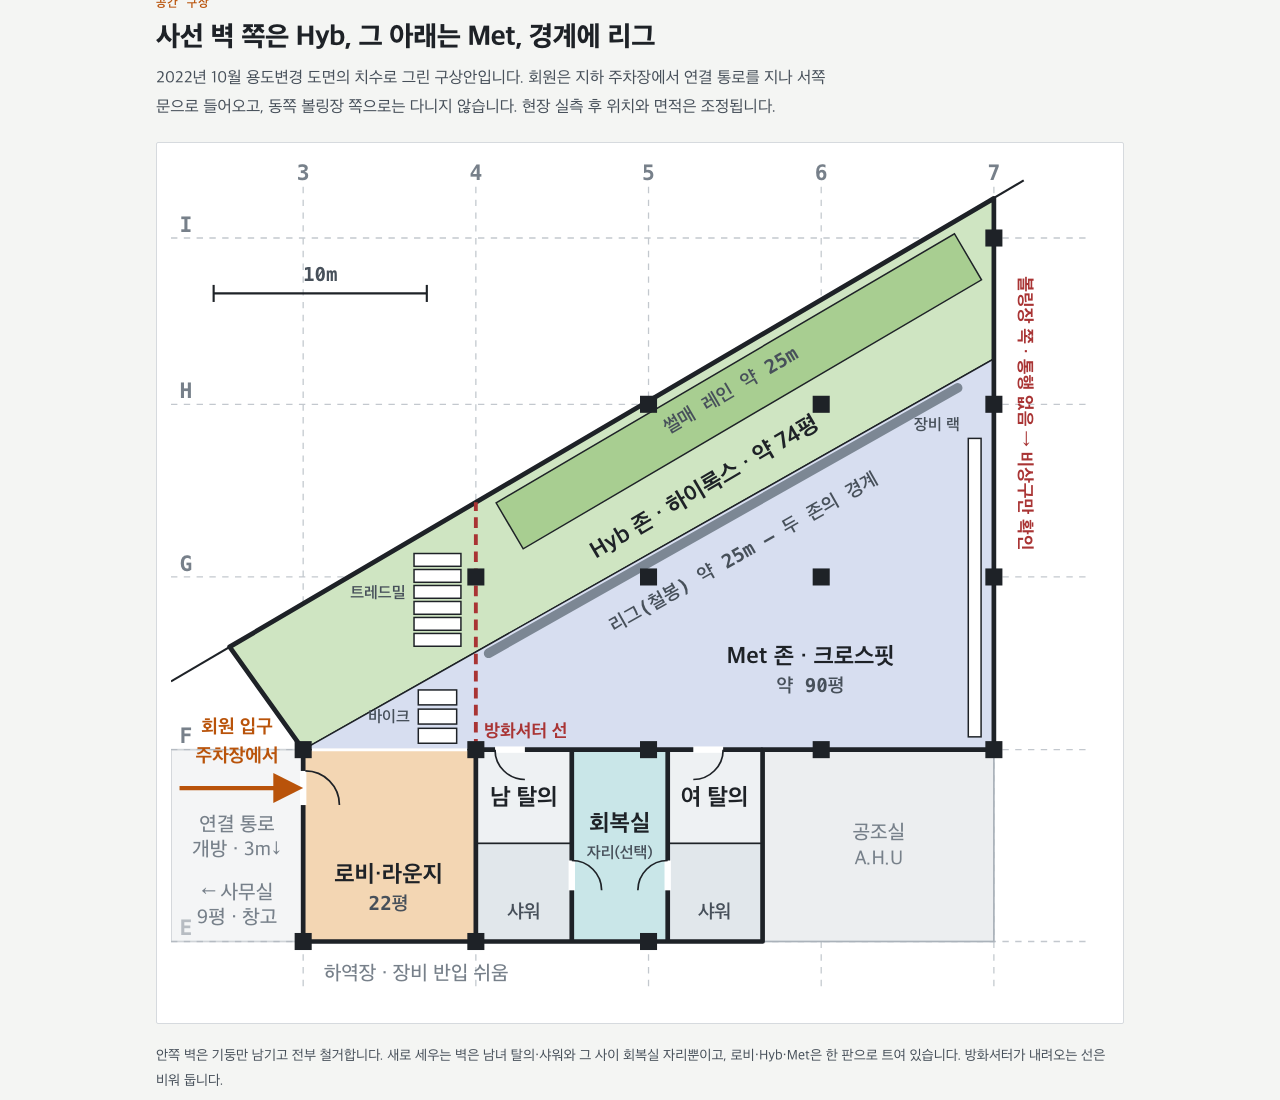 공간 구상
사선 벽 쪽은 Hyb, 그 아래는 Met, 경계에 리그
2022년 10월 용도변경 도면의 치수로 그린 구상안입니다. 회원은 지하 주차장에서 연결 통로를 지나 서쪽
문으로 들어오고, 동쪽 볼링장 쪽으로는 다니지 않습니다. 현장 실측 후 위치와 면적은 조정됩니다.
3 4 5 6 7
I
10m
볼링장 쪽 · 통행 없음 → 비상구만 확인
H
썰매 레인 약 25m
장비 랙
Hyb 존 · 하이록스 · 약 74평
리그(철봉) 약 25m — 두 존의 경계
G
트레드밀
Met 존 · 크로스핏
약 90평
바이크
방화셔터 선
F
회원 입구
주차장에서
남 탈의
여 탈의
연결 통로
개방 · 3m↓
회복실
자리(선택)
공조실
A.H.U
로비·라운지
22평
← 사무실
9평 · 창고
샤워
샤워
E
하역장 · 장비 반입 쉬움
안쪽 벽은 기둥만 남기고 전부 철거합니다. 새로 세우는 벽은 남녀 탈의·샤워와 그 사이 회복실 자리뿐이고, 로비·Hyb·Met은 한 판으로 트여 있습니다. 방화셔터가 내려오는 선은
비워 둡니다.